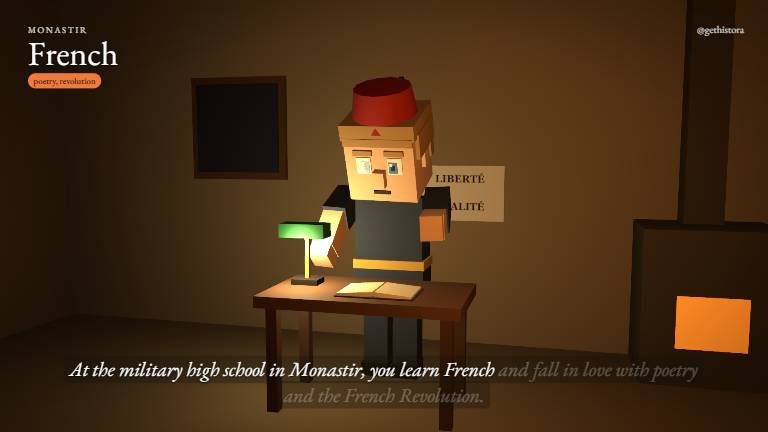 MONASTIR
French
poetry, revolution
@gethistora
LIBERTÉ
ALITÉ
At the military high school in Monastir, you learn French and fall in love with poetry
and the French Revolution.